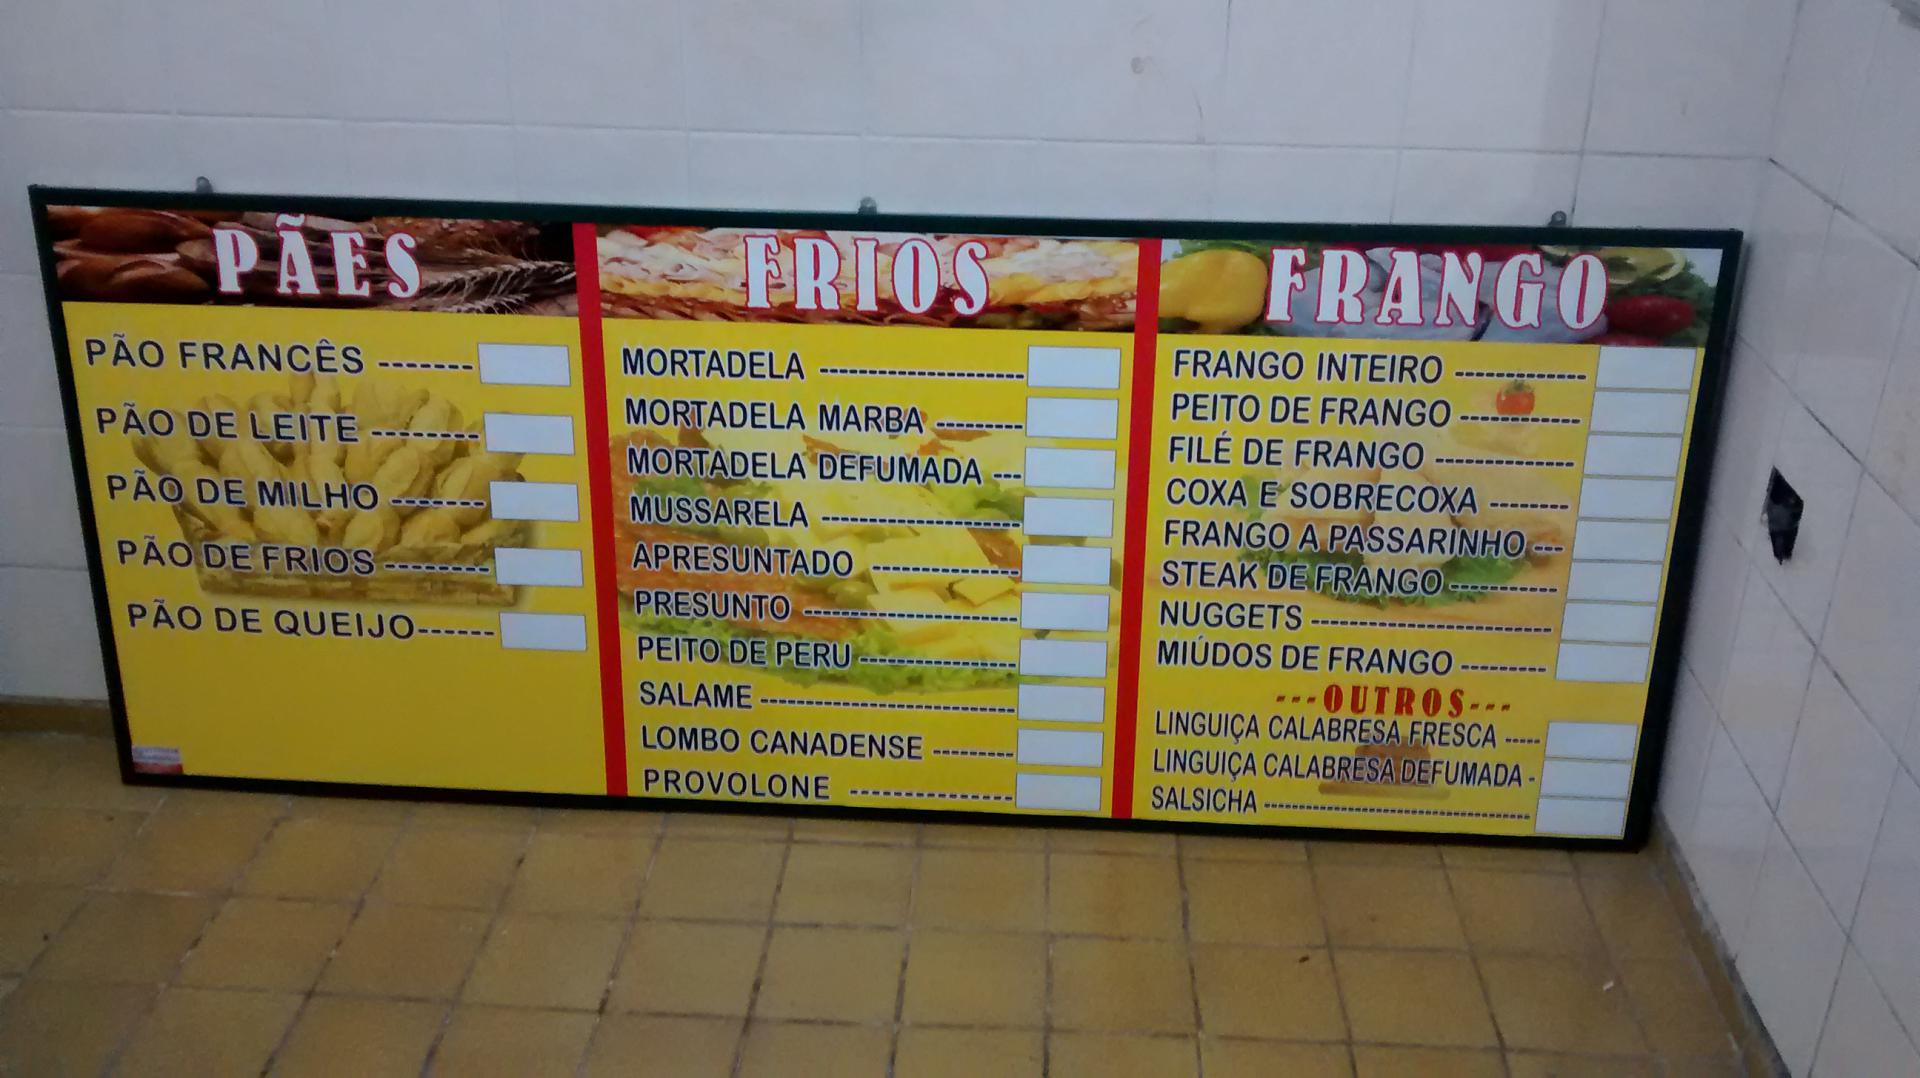 PÃES
PÃO FRANCÊS -------
PÃO DE LEITE --------
PÃO DE MILHO -------
PÃO DE FRIOS --------
PÃO DE QUEIJO------
FRIOS
MORTADELA ---------------------
MORTADELA MARBA ---------
MORTADELA DEFUMADA ---
MUSSARELA ---------------------
APRESUNTADO ---------------
PRESUNTO ----------------------
PEITO DE PERU ----------------
SALAME --------------------------
LOMBO CANADENSE --------
PROVOLONE -----------------
FRANGO
FRANGO INTEIRO -------------
PEITO DE FRANGO -----------
FILÉ DE FRANGO -------------
COXA E SOBRECOXA --------
FRANGO A PASSARINHO ---
STEAK DE FRANGO ----------
NUGGETS -------------------------
MIÚDOS DE FRANGO ---------
---OUTROS---
LINGUIÇA CALABRESA FRESCA -----
LINGUIÇA CALABRESA DEFUMADA -
SALSICHA ---------------------------------